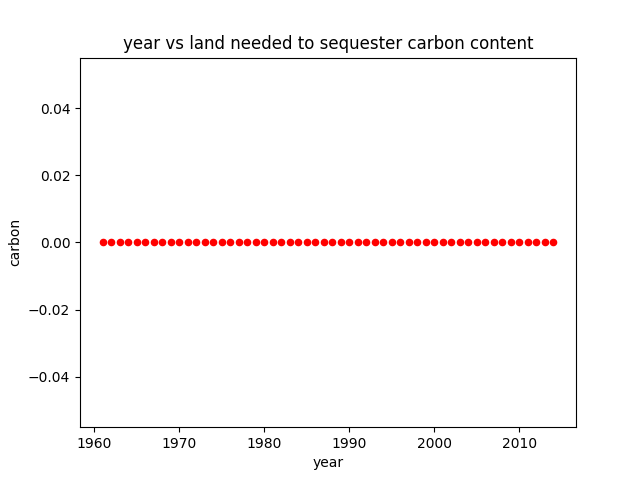 year vs land needed to sequester carbon content
0.04
0.02
0.00
−0.02
−0.04
carbon
1960 1970 1980 1990 2000 2010
year